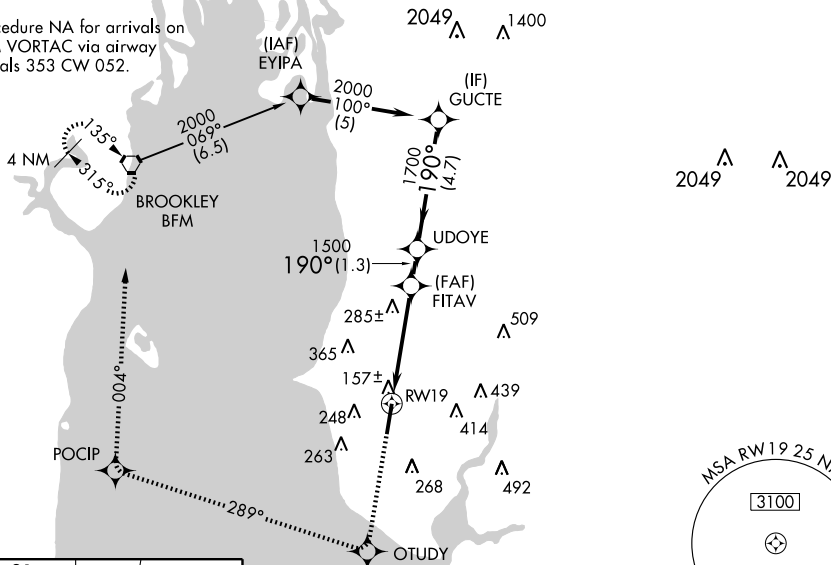 cedure NA for arrivals on
VORTAC via airway
als 353 CW 052.
2049
1400
(IAF)
EYIPA
2000
100°
(5)
(IF)
GUCTE
2000
069°
(6.5)
135°
4 NM
315°
BROOKLEY
BFM
1700
190°
(4.7)
2049
2049
UDOYE
1500
190° (1.3)
(FAF)
FITAV
285±
509
365
157±
RW19
439
248
414
004°
263
POCIP
268
492
289°
OTUDY
MSA RW19 25 N
3100